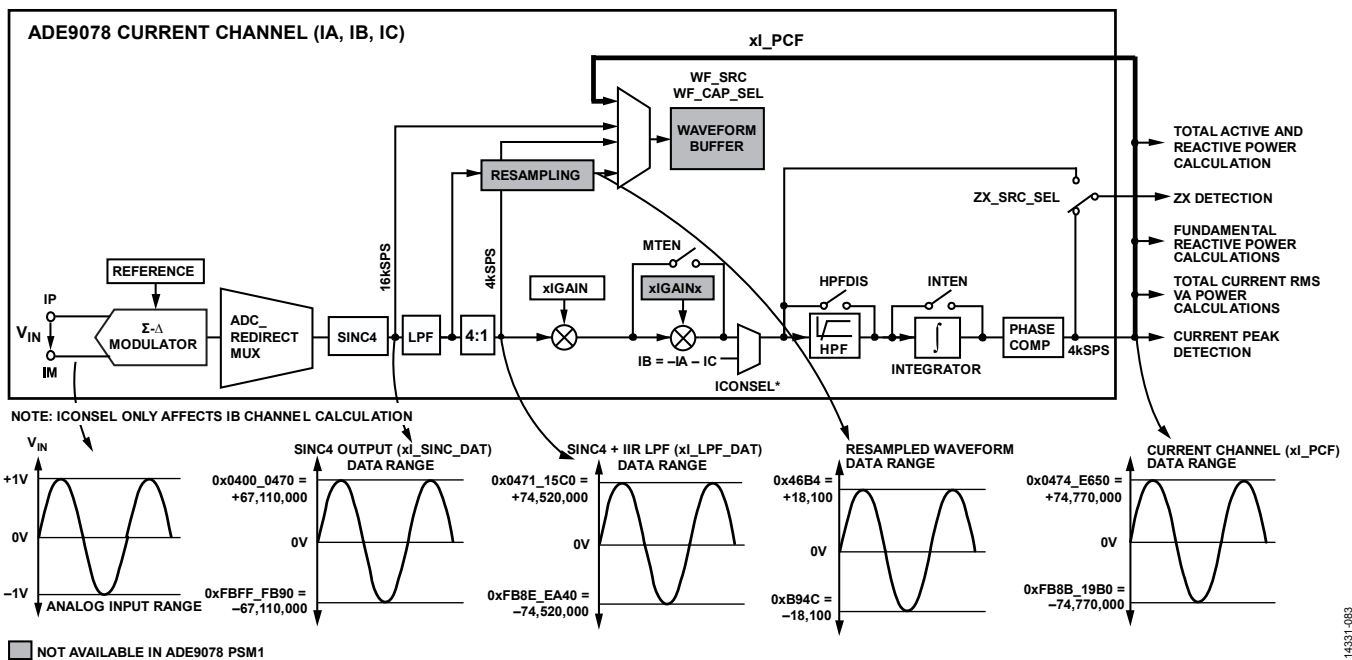 ADE9078 CURRENT CHANNEL (IA, IB, IC)
xI_PCF
WF_SRC
WF_CAP_SEL
WAVEFORM
BUFFER
RESAMPLING
TOTAL ACTIVE AND
REACTIVE POWER
CALCULATION
ZX_SRC_SEL
ZX DETECTION
FUNDAMENTAL
REACTIVE POWER
CALCULATIONS
TOTAL CURRENT RMS
VA POWER
CALCULATIONS
CURRENT PEAK
DETECTION
REFERENCE
IP
VIN
IM
Σ-Δ
MODULATOR
ADC_
REDIRECT
MUX
SINC4
16kSPS
LPF
4:1
4kSPS
xIGAIN
MTEN
xIGAINx
IB = –IA – IC
ICONSEL*
HPFDIS
HPF
INTEN
∫
INTEGRATOR
PHASE
COMP
4kSPS
NOTE: ICONSEL ONLY AFFECTS IB CHANNEL CALCULATION
VIN
+1V
0V
–1V
ANALOG INPUT RANGE
SINC4 OUTPUT (xI_SINC_DAT)
DATA RANGE
0x0400_0470 =
+67,110,000
0V
0xFBFF_FB90 =
–67,110,000
SINC4 + IIR LPF (xI_LPF_DAT)
DATA RANGE
0x0471_15C0 =
+74,520,000
0V
0xFB8E_EA40 =
–74,520,000
RESAMPLED WAVEFORM
DATA RANGE
0x46B4 =
+18,100
0V
0xB94C =
–18,100
CURRENT CHANNEL (xI_PCF)
DATA RANGE
0x0474_E650 =
+74,770,000
0V
0xFB8B_19B0 =
–74,770,000
NOT AVAILABLE IN ADE9078 PSM1
14331-083